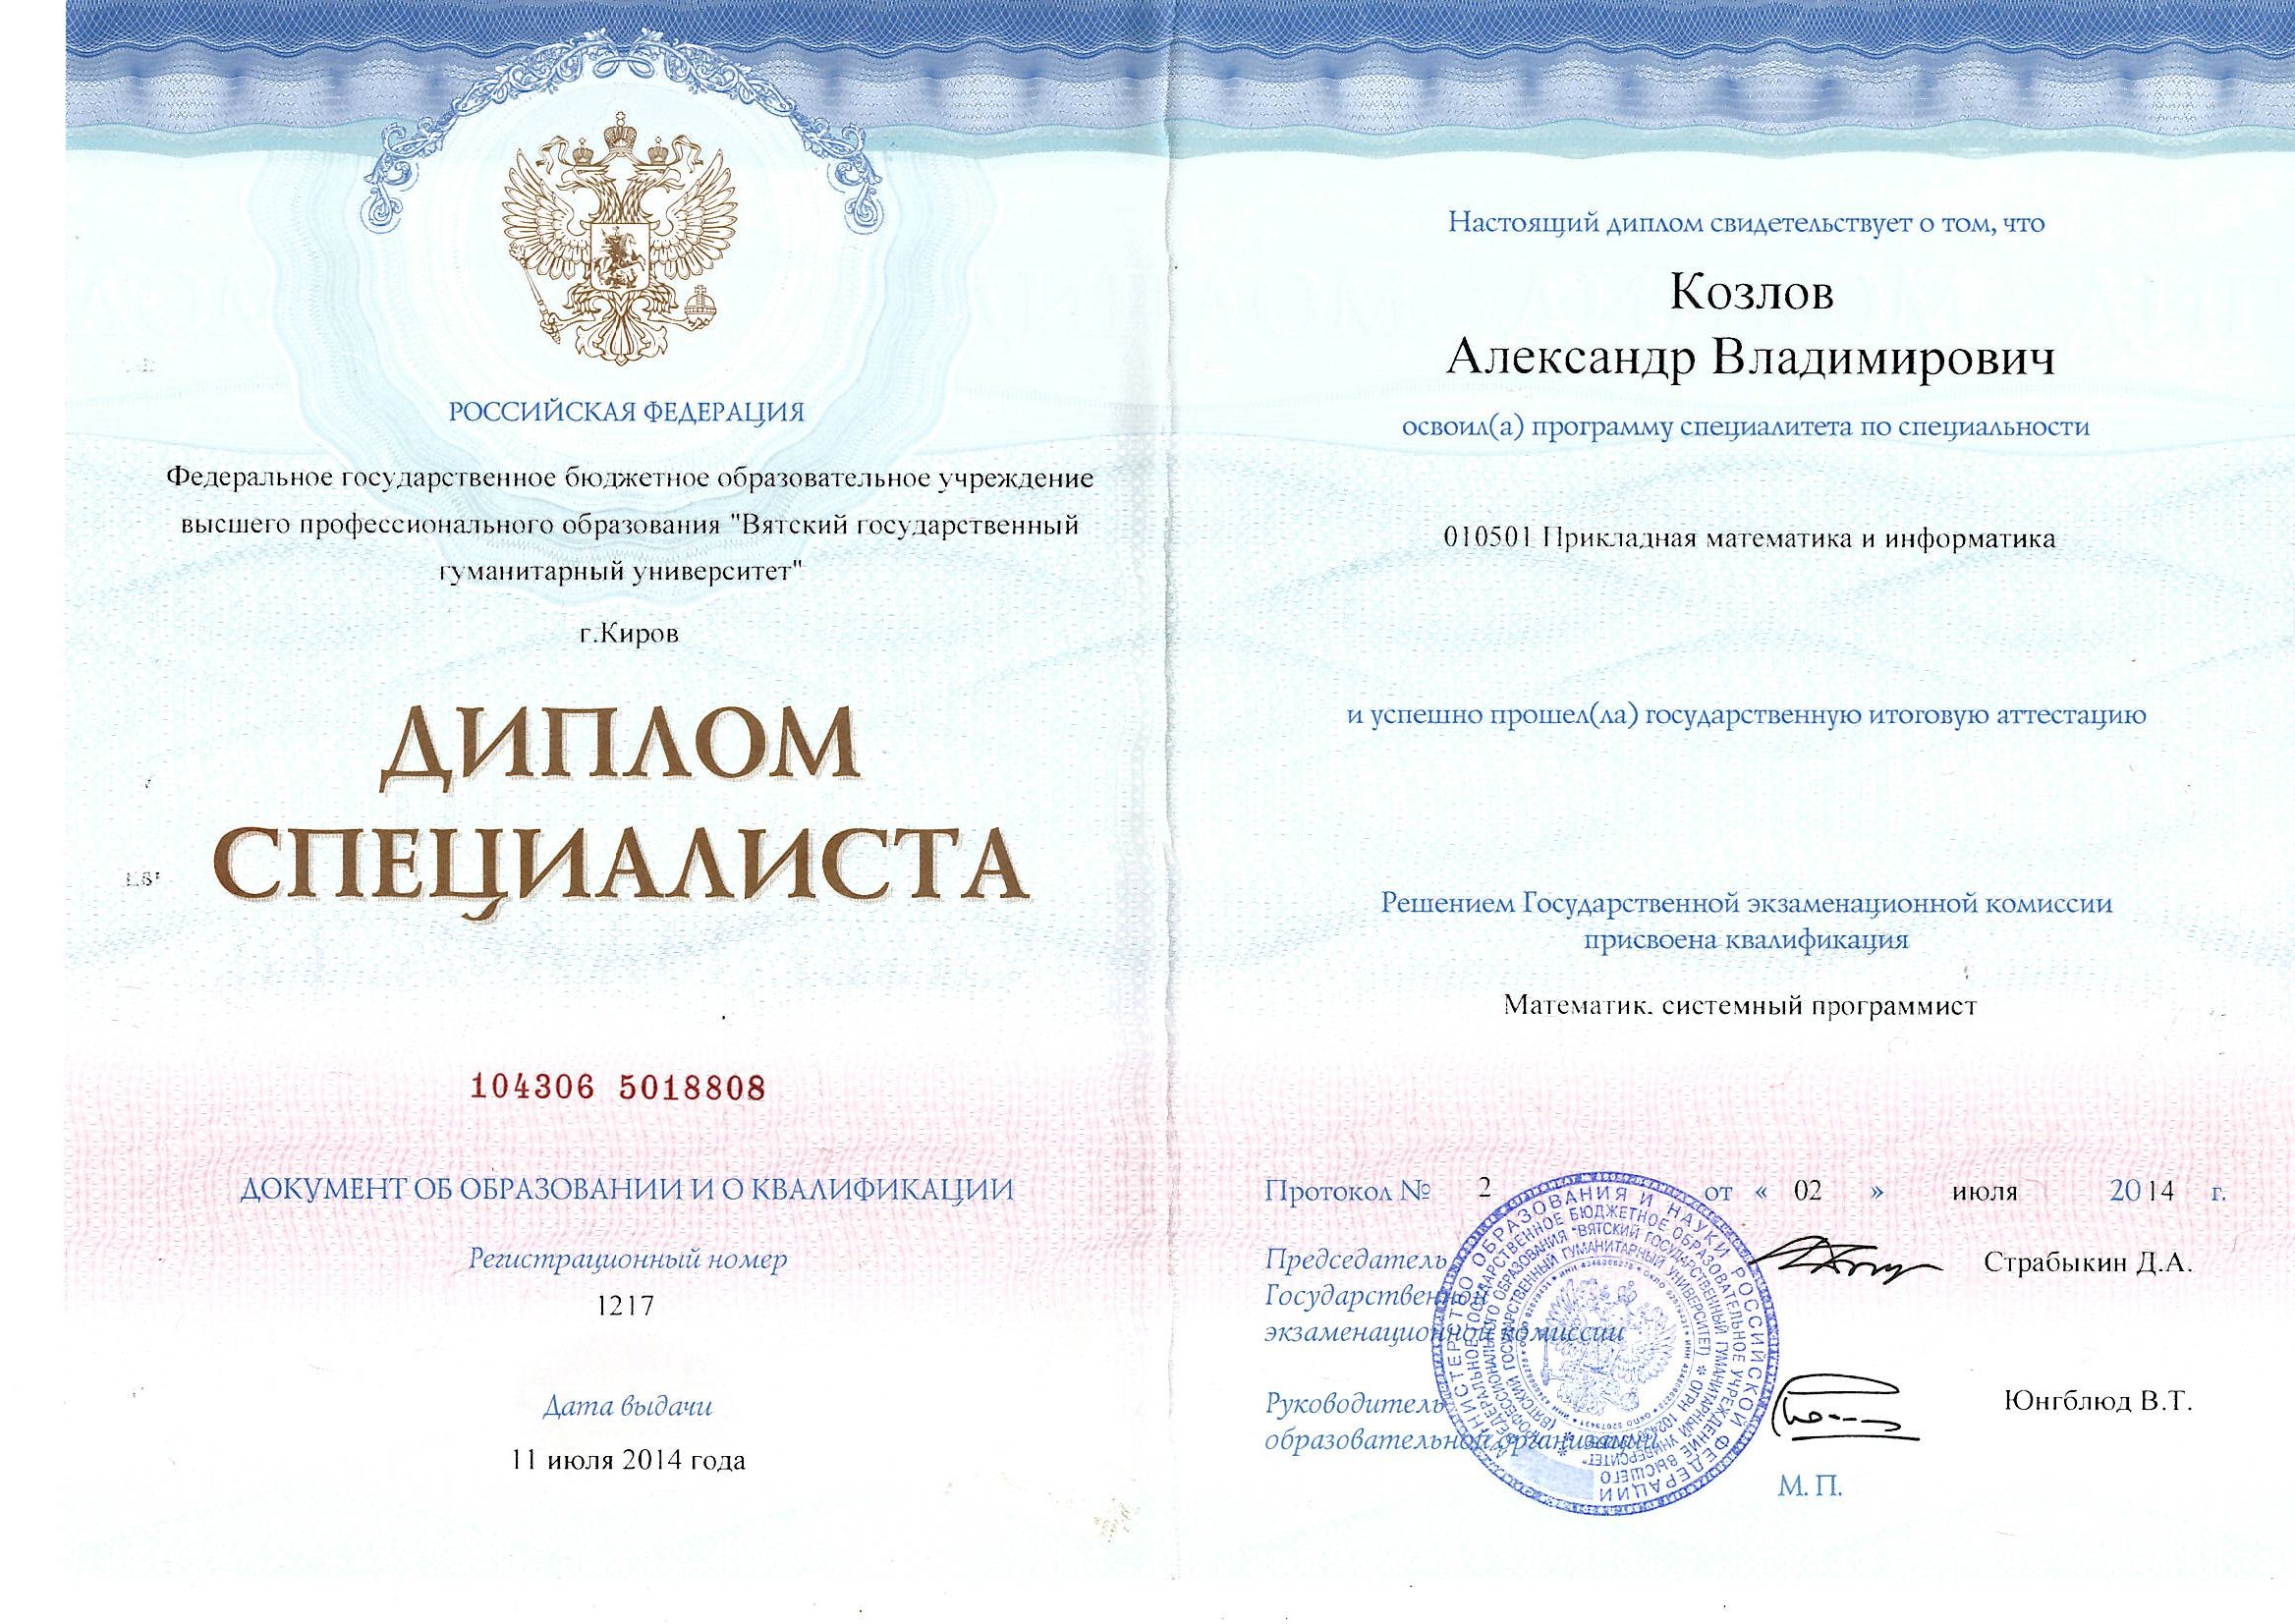 РОССИЙСКАЯ ФЕДЕРАЦИЯ
Федеральное государственное бюджетное образовательное учреждение
высшего профессионального образования "Вятский государственный
гуманитарный университет"
г.Киров
ДИПЛОМ
СПЕЦИАЛИСТА
104306 5018808
ДОКУМЕНТ ОБ ОБРАЗОВАНИИ И О КВАЛИФИКАЦИИ
Регистрационный номер
1217
Дата выдачи
11 июля 2014 года
Настоящий диплом свидетельствует о том, что
Козлов
Александр Владимирович
освоил(а) программу специалитета по специальности
010501 Прикладная математика и информатика
и успешно прошел(ла) государственную итоговую аттестацию
Решением Государственной экзаменационной комиссии
присвоена квалификация
Математик, системный программист
Протокол № 2 от « 02 » июля 2014 г.
Председатель
Государственной
экзаменационной комиссии
Страбыкин Д.А.
Руководитель
образовательной организации
Юнгблюд В.Т.
М. П.
МИНИСТЕРСТВО ОБРАЗОВАНИЯ И НАУКИ РОССИЙСКОЙ ФЕДЕРАЦИИ
ФЕДЕРАЛЬНОЕ ГОСУДАРСТВЕННОЕ БЮДЖЕТНОЕ ОБРАЗОВАТЕЛЬНОЕ УЧРЕЖДЕНИЕ ВЫСШЕГО
ПРОФЕССИОНАЛЬНОГО ОБРАЗОВАНИЯ "ВЯТСКИЙ ГОСУДАРСТВЕННЫЙ ГУМАНИТАРНЫЙ УНИВЕРСИТЕТ"
(ВЯТСКИЙ ГОСУДАРСТВЕННЫЙ ГУМАНИТАРНЫЙ УНИВЕРСИТЕТ)